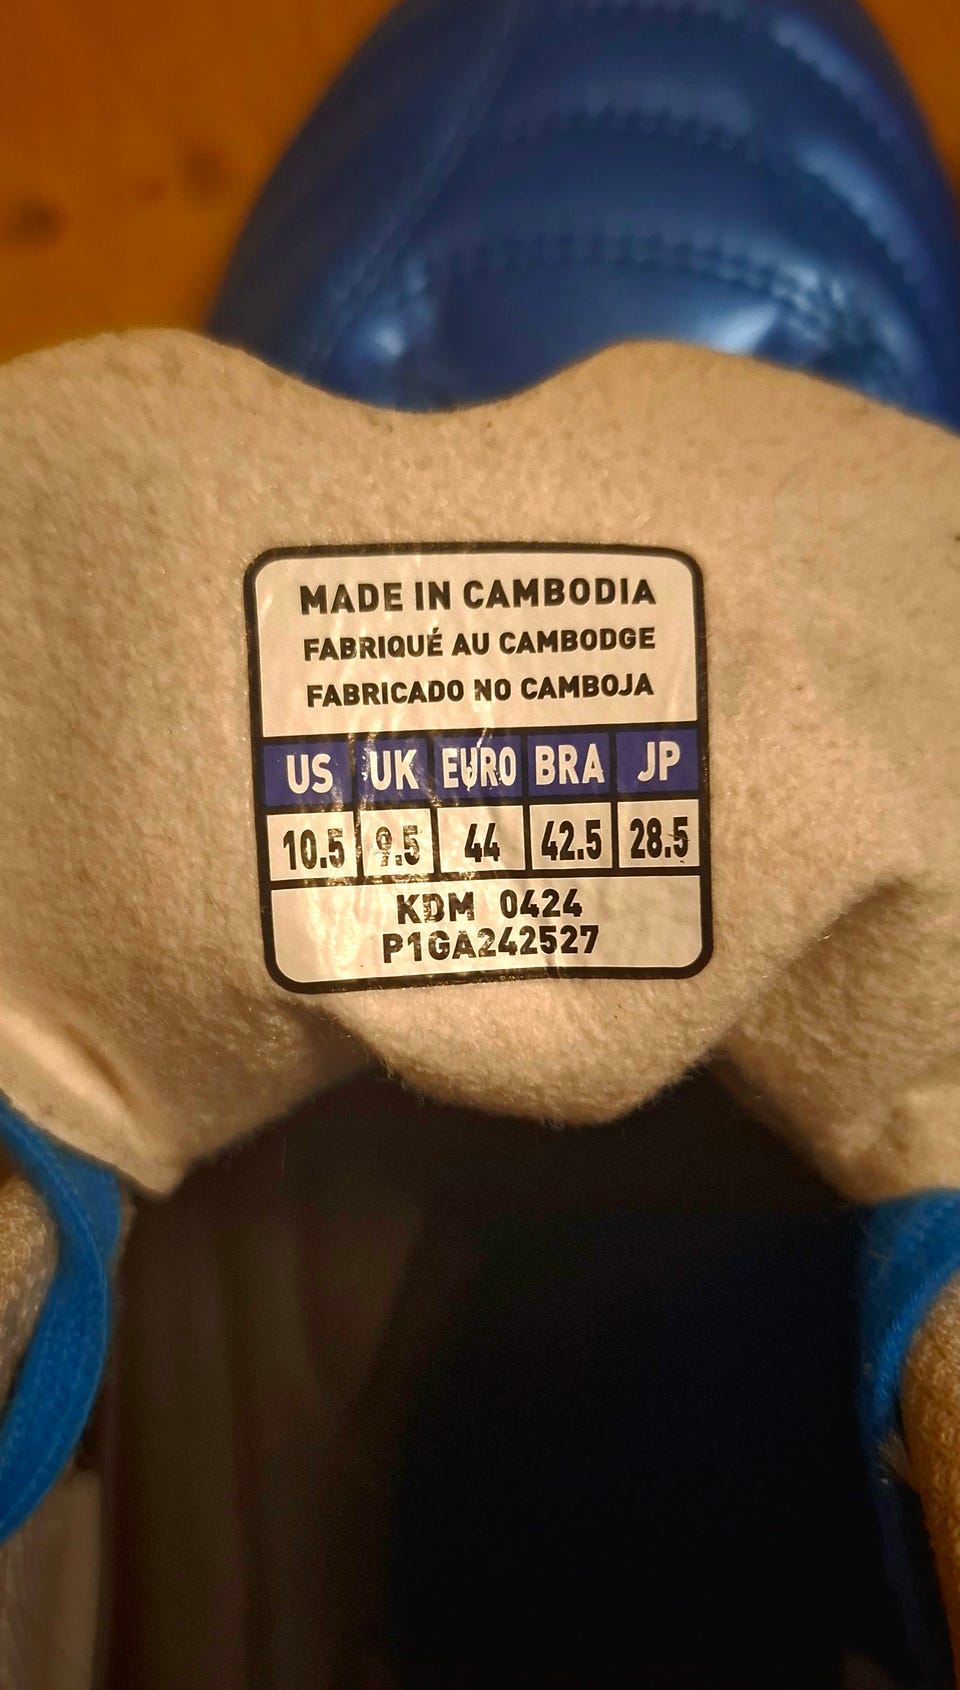 MADE IN CAMBODIA
FABRIQUÉ AU CAMBODGE
FABRICADO NO CAMBOJA
US UK EURO BRA JP
10.5 9.5 44 42.5 28.5
KDM 0424
P1GA242527